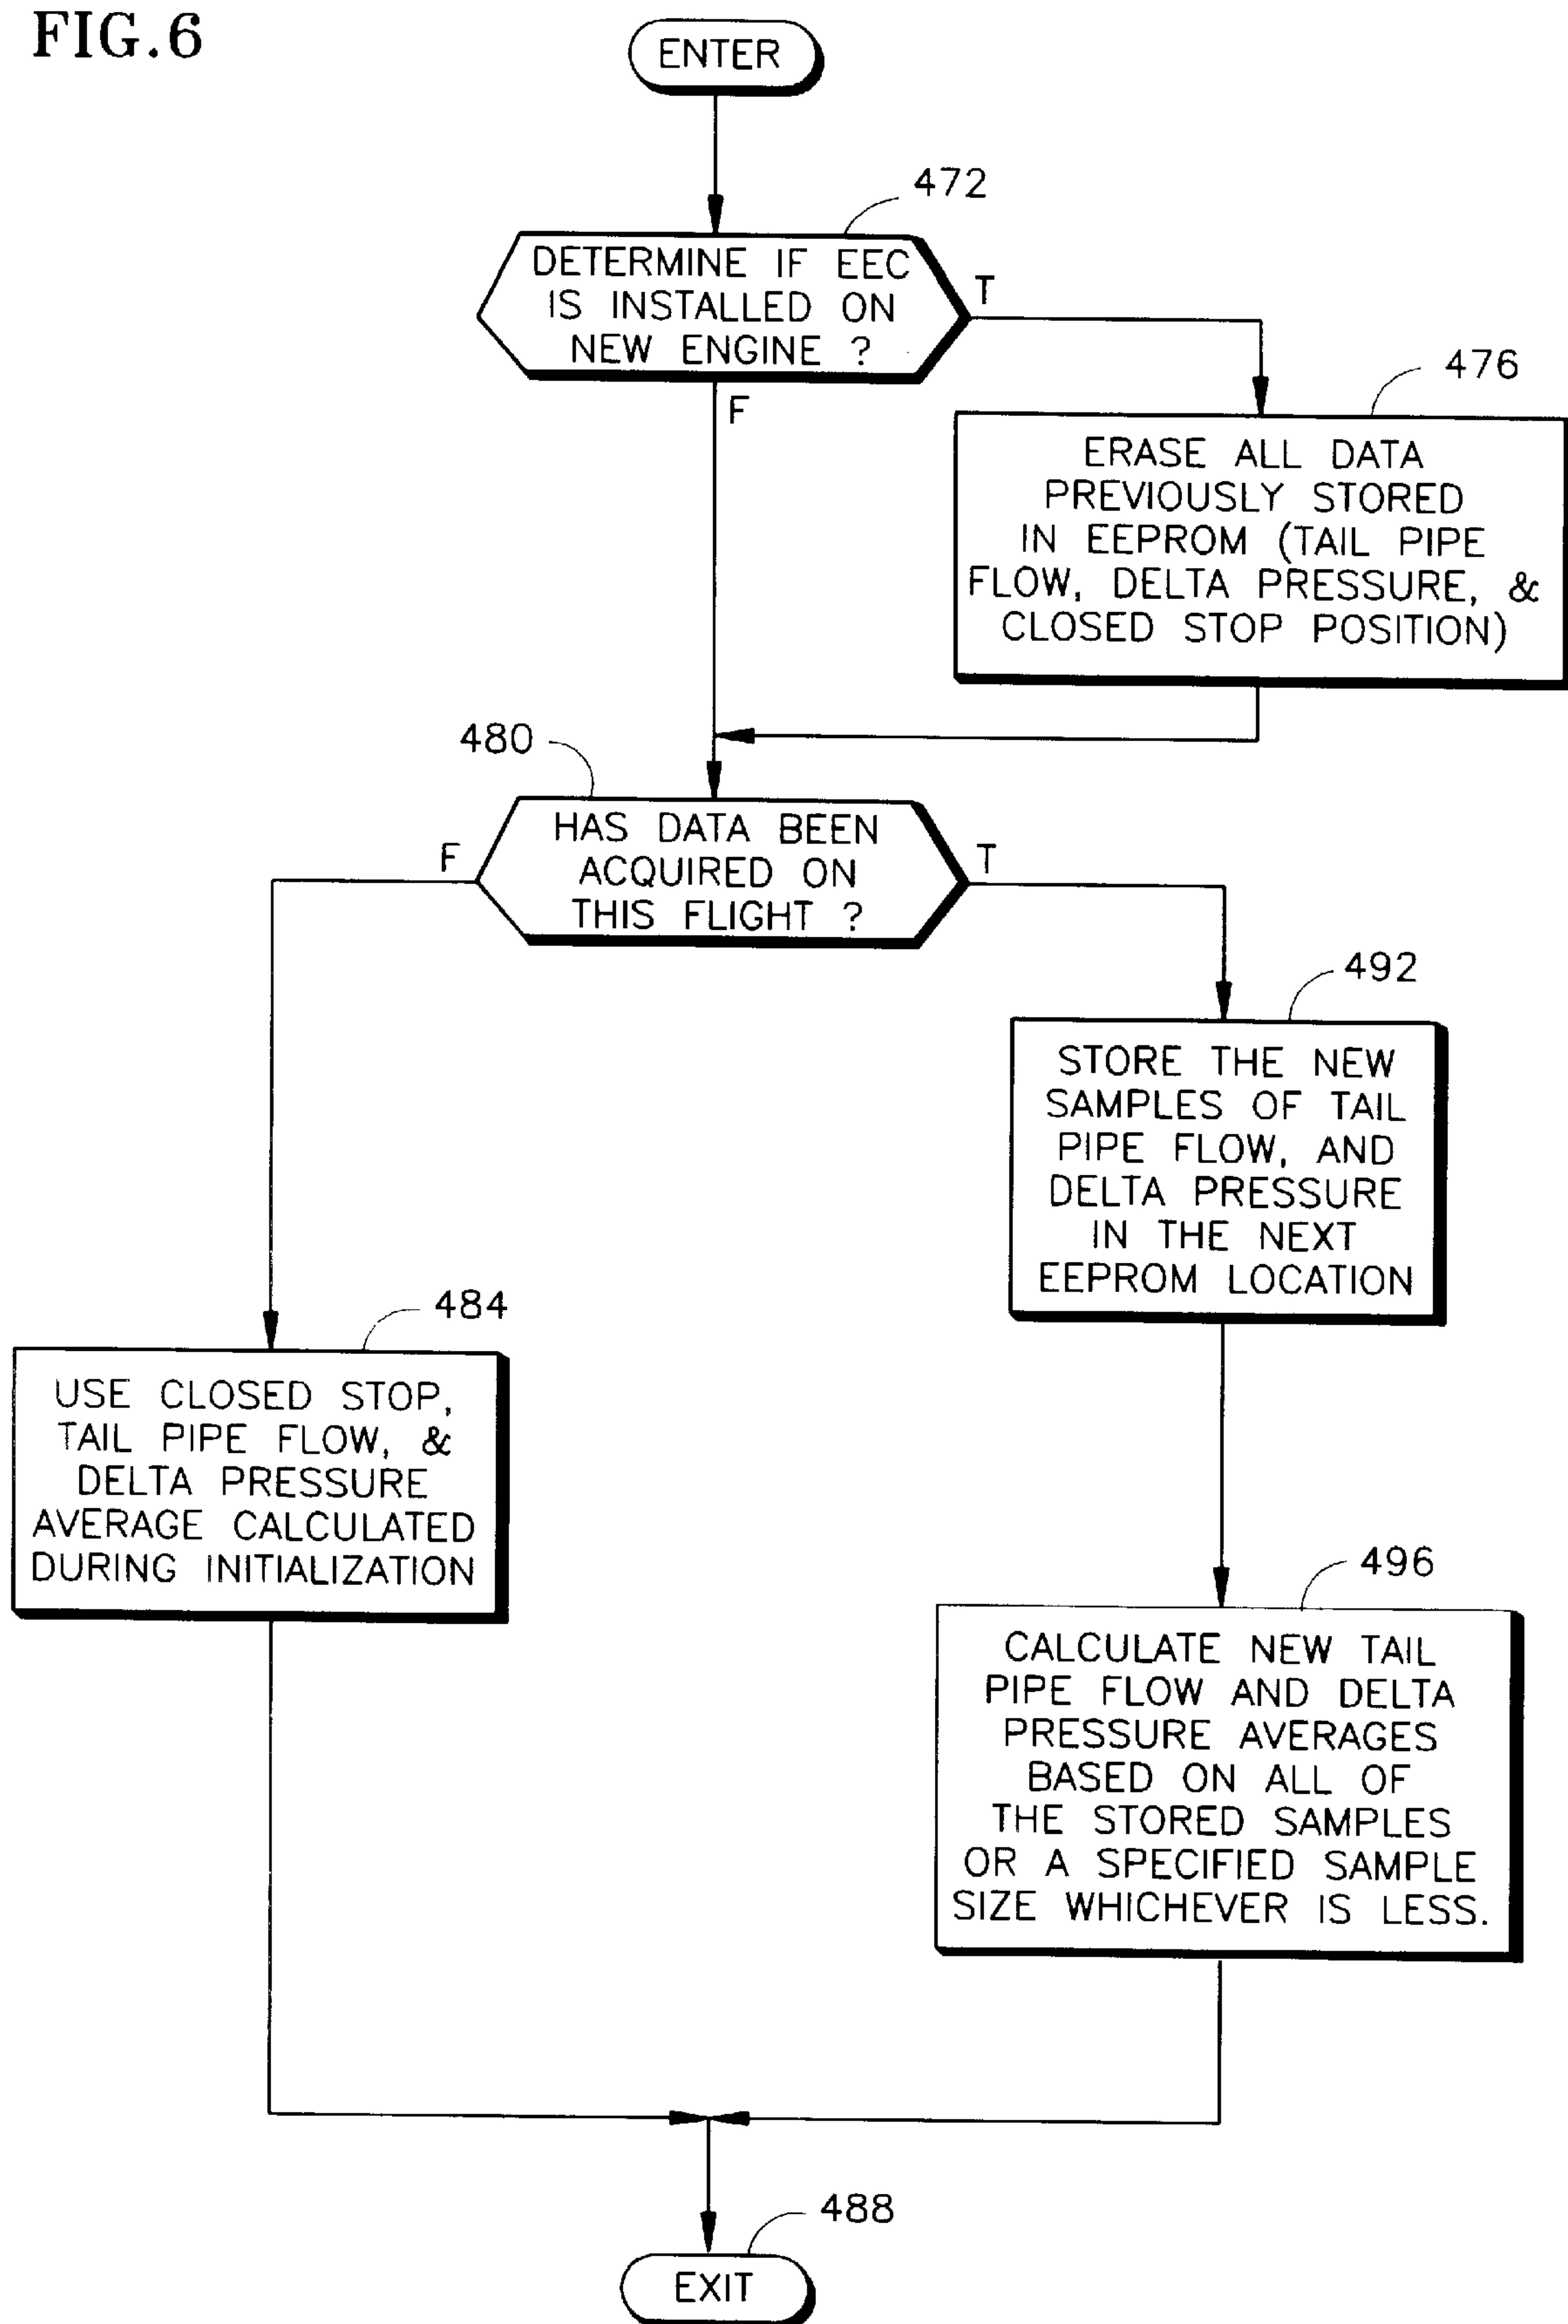 FIG.6
ENTER
472
DETERMINE IF EEC
IS INSTALLED ON
NEW ENGINE ?
T
F
476
ERASE ALL DATA
PREVIOUSLY STORED
IN EEPROM (TAIL PIPE
FLOW, DELTA PRESSURE, &
CLOSED STOP POSITION)
480
HAS DATA BEEN
ACQUIRED ON
THIS FLIGHT ?
F
T
492
STORE THE NEW
SAMPLES OF TAIL
PIPE FLOW, AND
DELTA PRESSURE
IN THE NEXT
EEPROM LOCATION
484
USE CLOSED STOP,
TAIL PIPE FLOW, &
DELTA PRESSURE
AVERAGE CALCULATED
DURING INITIALIZATION
496
CALCULATE NEW TAIL
PIPE FLOW AND DELTA
PRESSURE AVERAGES
BASED ON ALL OF
THE STORED SAMPLES
OR A SPECIFIED SAMPLE
SIZE WHICHEVER IS LESS.
488
EXIT